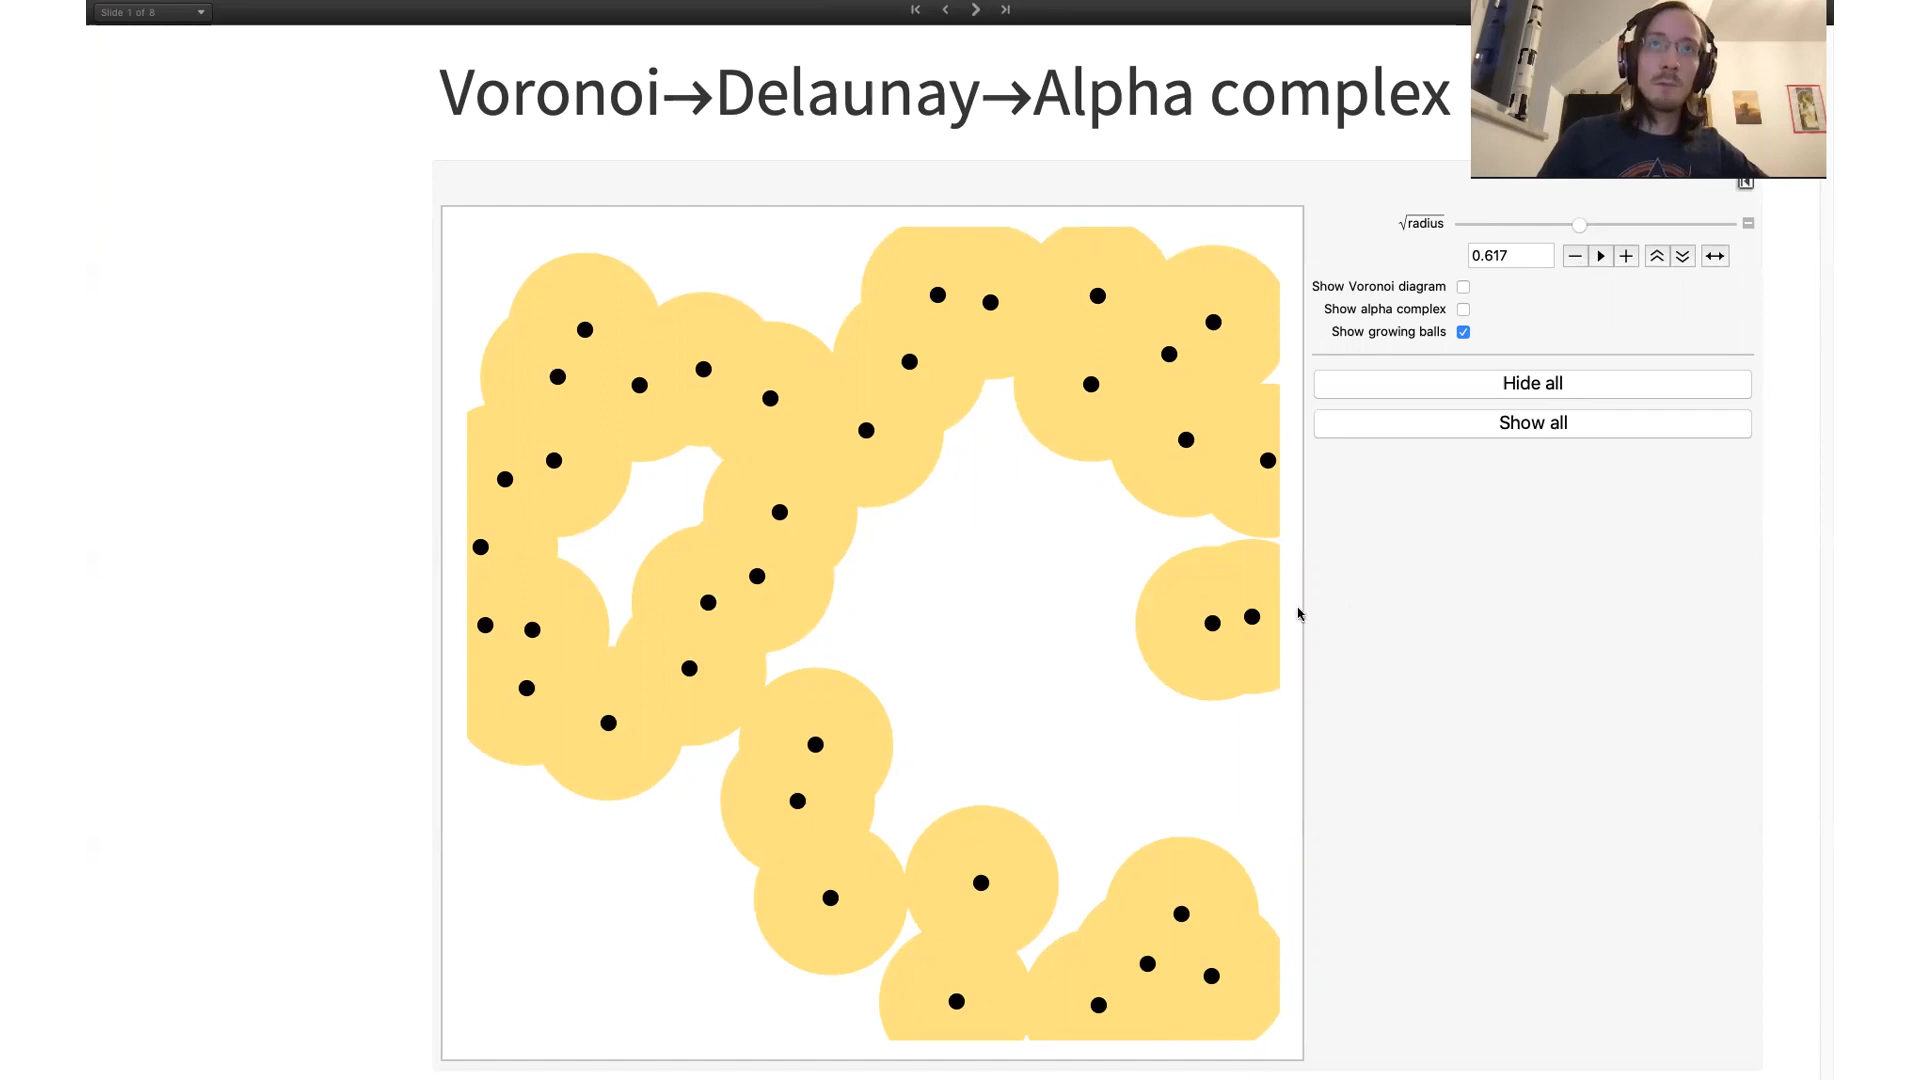 Slide 1 of 8
Voronoi→Delaunay→Alpha complex
√radius
0.617
Show Voronoi diagram
Show alpha complex
Show growing balls
Hide all
Show all